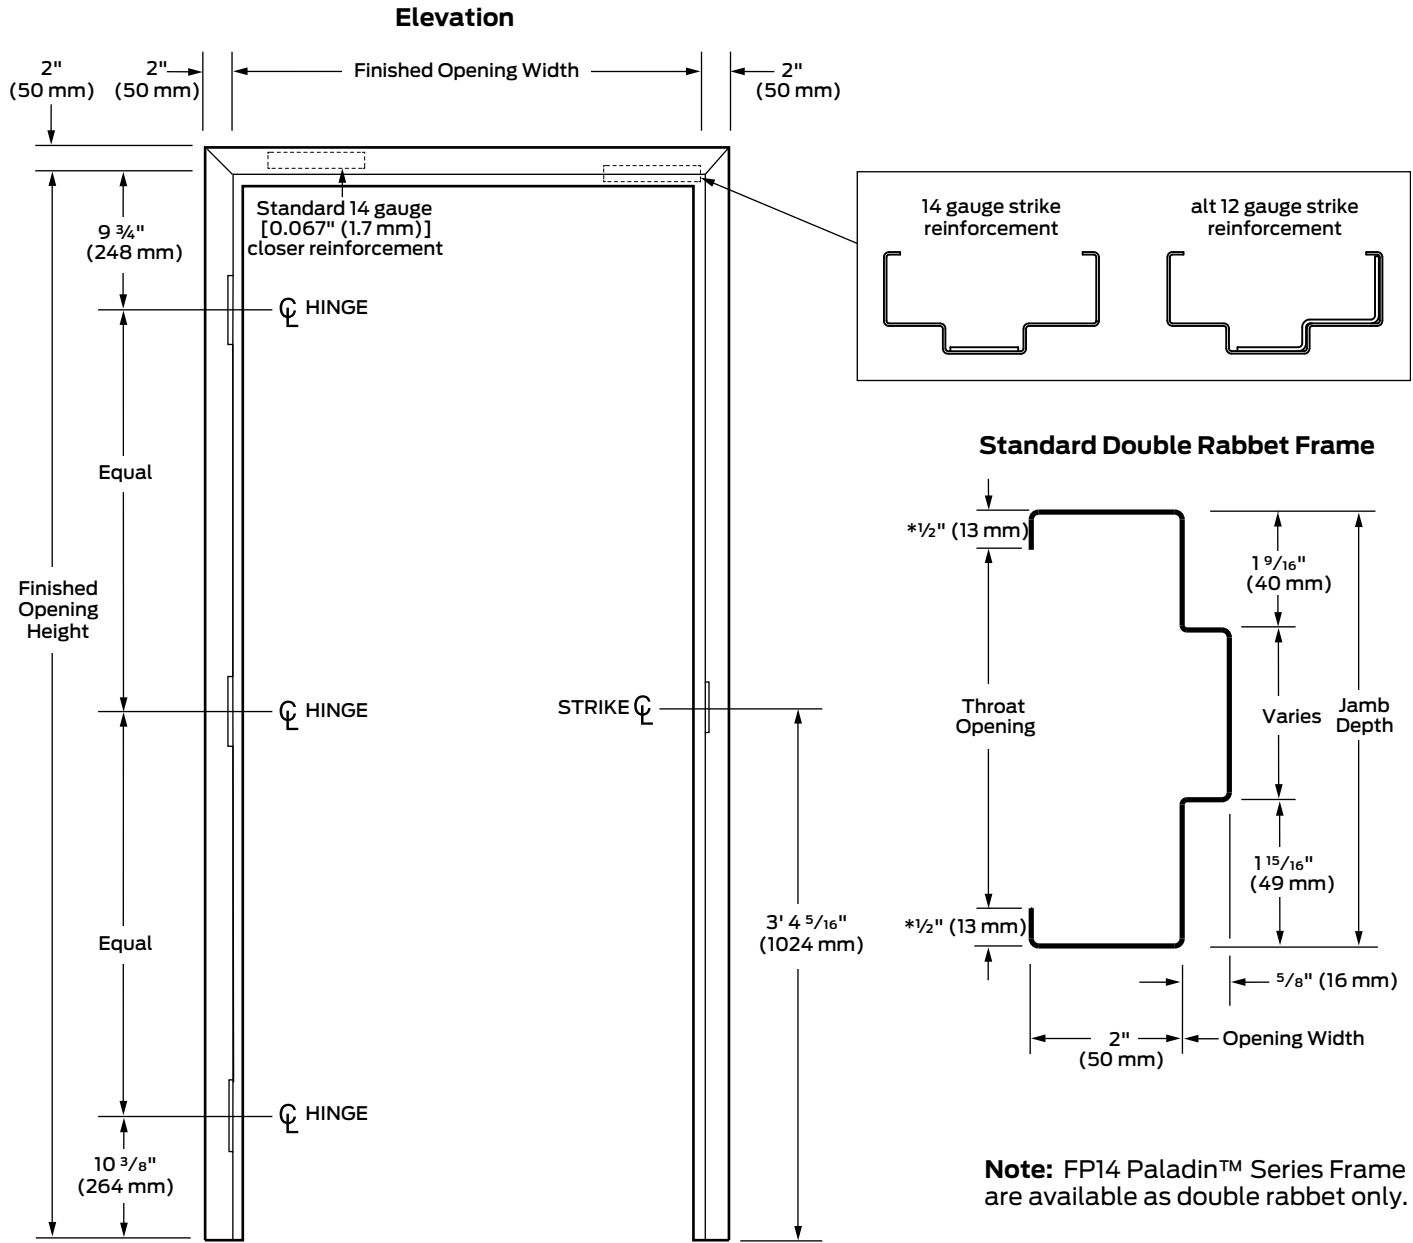 Elevation
2"
(50 mm)
2"
(50 mm)
Finished Opening Width
2"
(50 mm)
Standard 14 gauge
[0.067" (1.7 mm)]
closer reinforcement
9 ¾"
(248 mm)
CL HINGE
Equal
Finished
Opening
Height
CL HINGE
STRIKE CL
Equal
3' 4 5/16"
(1024 mm)
CL HINGE
10 3/8"
(264 mm)
14 gauge strike
reinforcement
alt 12 gauge strike
reinforcement
Standard Double Rabbet Frame
*½" (13 mm)
1 9/16"
(40 mm)
Throat
Opening
Varies
Jamb
Depth
1 15/16"
(49 mm)
*½" (13 mm)
5/8" (16 mm)
2"
(50 mm)
Opening Width
Note: FP14 Paladin™ Series Frame
are available as double rabbet only.